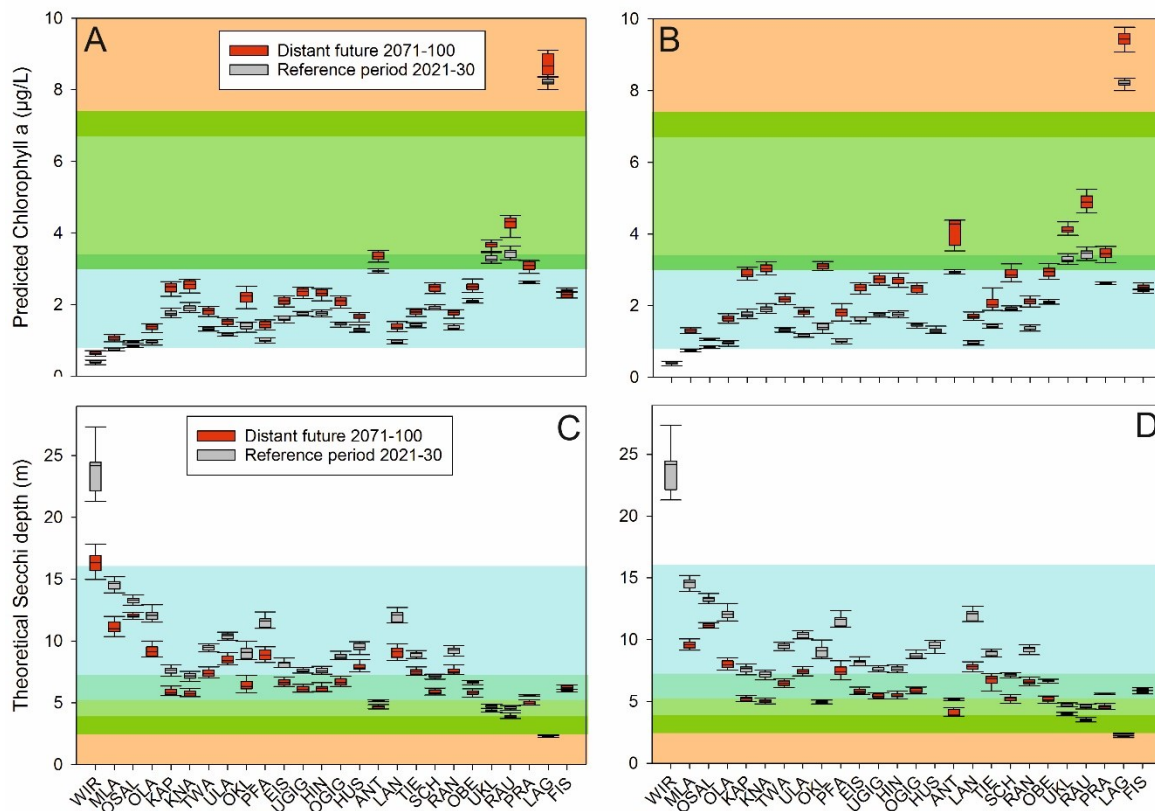 10
8
6
4
2
0
Predicted Chlorophyll a (µg/L)
A
Distant future 2071-100
Reference period 2021-30
10
8
6
4
2
0
B
25
20
15
10
5
0
Theoretical Secchi depth (m)
C
Distant future 2071-100
Reference period 2021-30
25
20
15
10
5
0
D
WIR
MLA
OSAL
OLA
KAP
KNA
TWA
ULA
OKL
PFA
EIS
UGIG
HIN
OGIG
HUS
ANT
LAN
HIE
SCH
RAN
OBE
UKL
RAU
PRA
LAG
FIS
WIR
MLA
OSAL
OLA
KAP
KNA
TWA
ULA
OKL
PFA
EIS
UGIG
HIN
OGIG
HUS
ANT
LAN
HIE
SCH
RAN
OBE
UKL
RAU
PRA
LAG
FIS